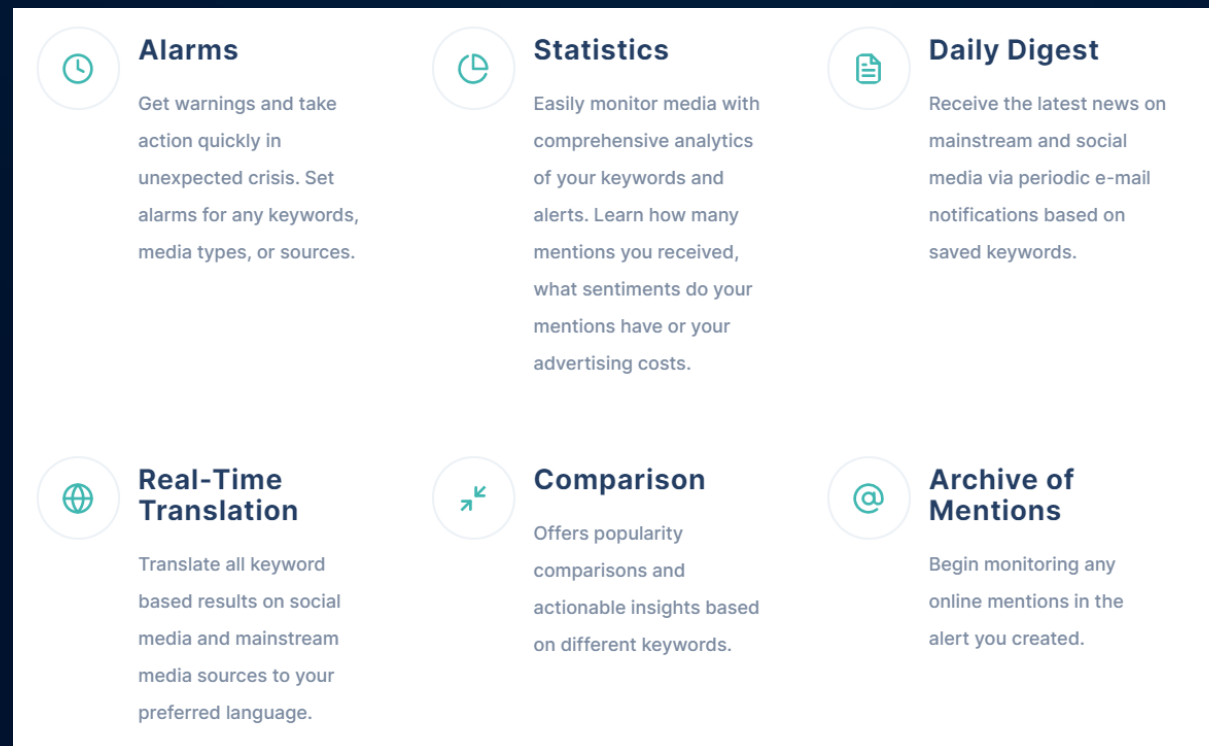 Alarms
Get warnings and take
action quickly in
unexpected crisis. Set
alarms for any keywords,
media types, or sources.
Statistics
Easily monitor media with
comprehensive analytics
of your keywords and
alerts. Learn how many
mentions you received,
what sentiments do your
mentions have or your
advertising costs.
Daily Digest
Receive the latest news on
mainstream and social
media via periodic e-mail
notifications based on
saved keywords.
Real-Time
Translation
Translate all keyword
based results on social
media and mainstream
media sources to your
preferred language.
Comparison
Offers popularity
comparisons and
actionable insights based
on different keywords.
Archive of
Mentions
Begin monitoring any
online mentions in the
alert you created.